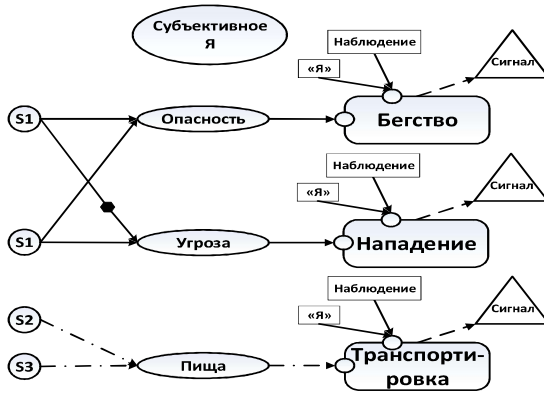 Субъективное
Я
Наблюдение
«Я»
Сигнал
S1
Опасность
Бегство
Наблюдение
«Я»
Сигнал
S1
Угроза
Нападение
Наблюдение
«Я»
Сигнал
S2
S3
Пища
Транспорти-
ровка